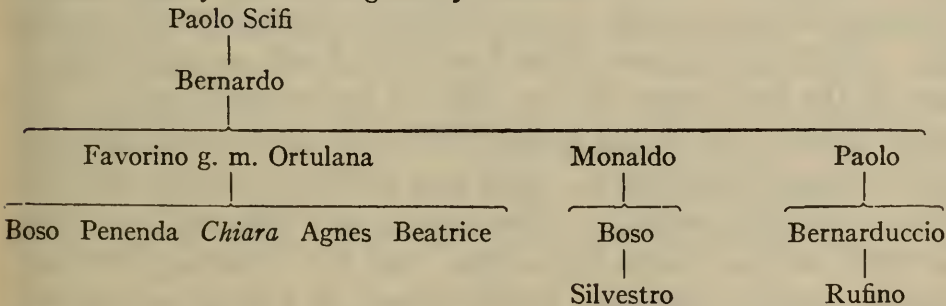 Paolo Scifi
Bernardo
Favorino g. m. Ortulana Monaldo Paolo
Boso Penenda Chiara Agnes Beatrice Boso Bernarduccio
Silvestro Rufino